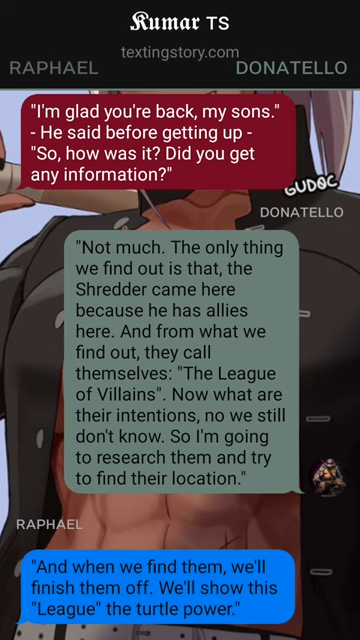 Kumar TS
textingstory.com
RAPHAEL
DONATELLO
"I'm glad you're back, my sons."
- He said before getting up -
"So, how was it? Did you get
any information?"
GUDØC
DONATELLO
"Not much. The only thing
we find out is that, the
Shredder came here
because he has allies
here. And from what we
find out, they call
themselves: "The League
of Villains". Now what are
their intentions, no we still
don't know. So I'm going
to research them and try
to find their location."
RAPHAEL
"And when we find them, we'll
finish them off. We'll show this
"League" the turtle power."